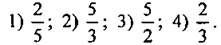 1) 2/5; 2) 5/3; 3) 5/2; 4) 2/3.